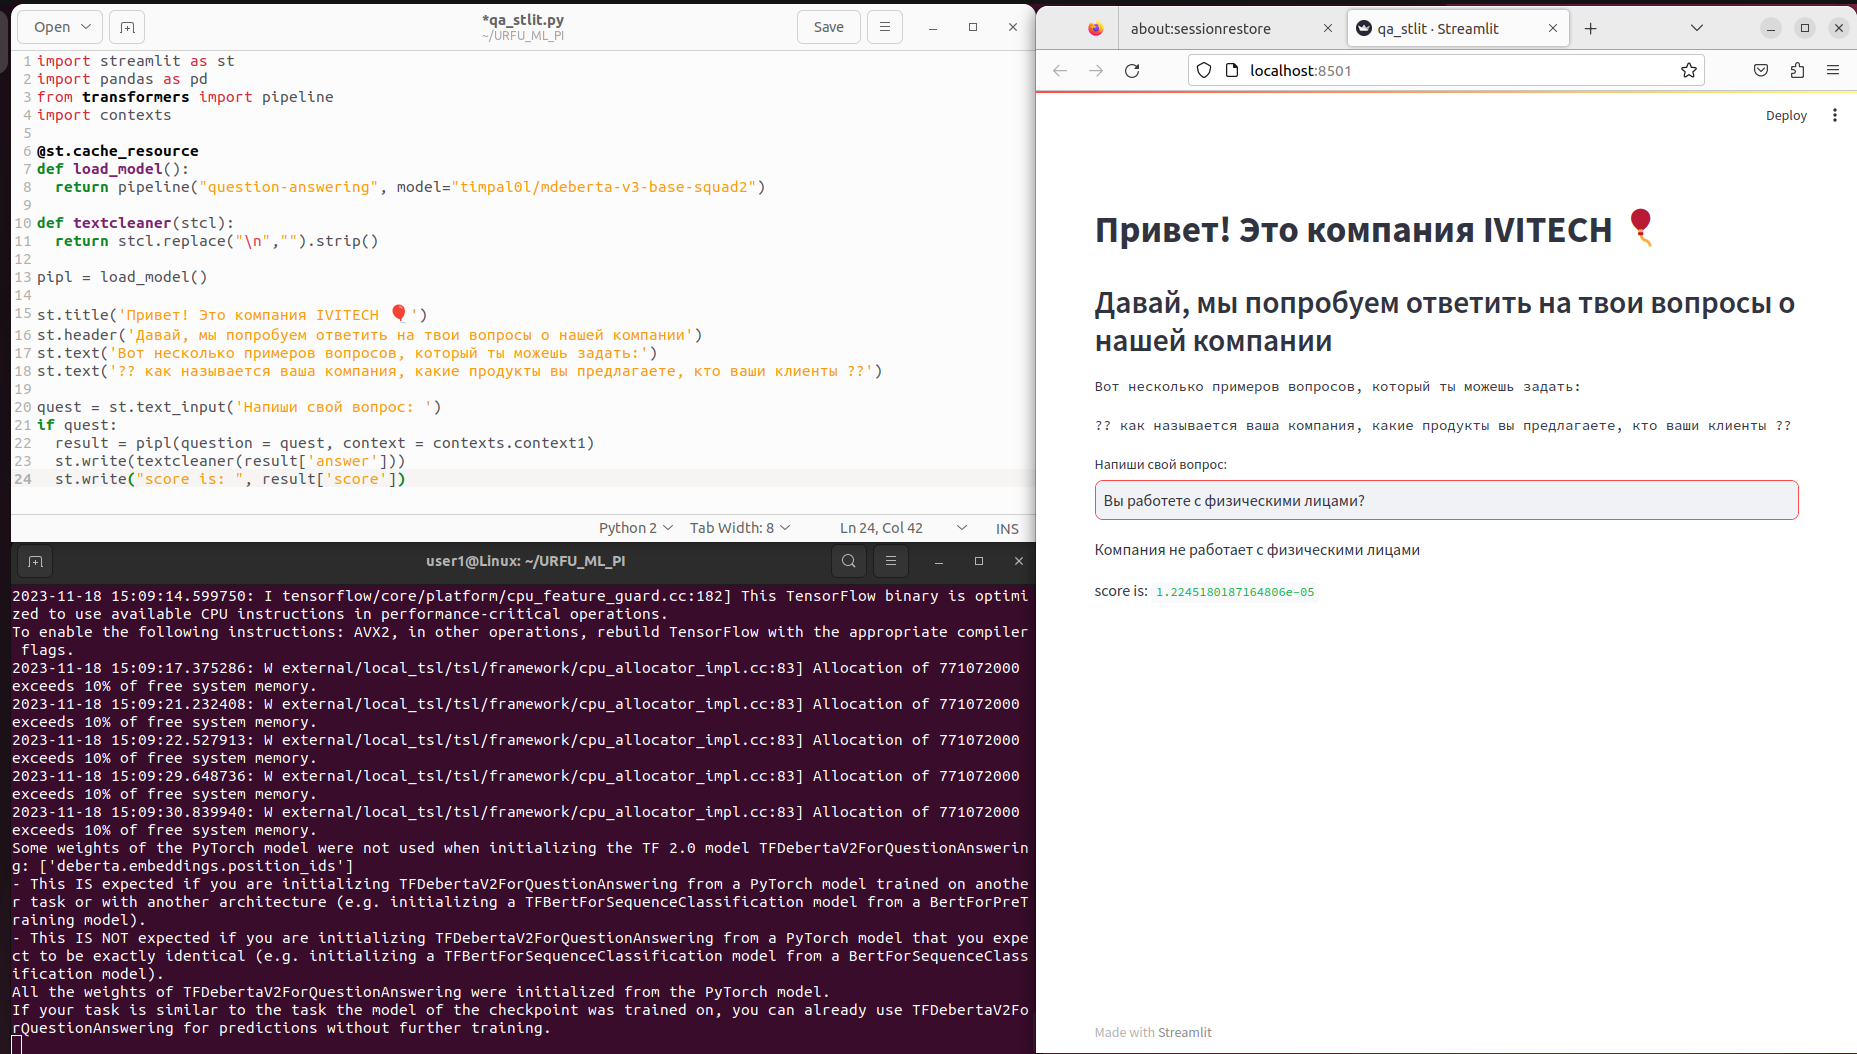 Open
*qa_stlit.py
~/URFU_ML_PI
Save
1 import streamlit as st
2 import pandas as pd
3 from transformers import pipeline
4 import contexts
5
6 @st.cache_resource
7 def load_model():
8 return pipeline("question-answering", model="timpal0l/mdeberta-v3-base-squad2")
9
10 def textcleaner(stcl):
11 return stcl.replace("\n","").strip()
12
13 pipl = load_model()
14
15 st.title('Привет! Это компания IVITECH 🎈')
16 st.header('Давай, мы попробуем ответить на твои вопросы о нашей компании')
17 st.text('Вот несколько примеров вопросов, который ты можешь задать:')
18 st.text('?? как называется ваша компания, какие продукты вы предлагаете, кто ваши клиенты ??')
19
20 quest = st.text_input('Напиши свой вопрос: ')
21 if quest:
22 result = pipl(question = quest, context = contexts.context1)
23 st.write(textcleaner(result['answer']))
24 st.write("score is: ", result['score'])
Python 2
Tab Width: 8
Ln 24, Col 42
INS
user1@Linux: ~/URFU_ML_PI
2023-11-18 15:09:14.599750: I tensorflow/core/platform/cpu_feature_guard.cc:182] This TensorFlow binary is optimi
zed to use available CPU instructions in performance-critical operations.
To enable the following instructions: AVX2, in other operations, rebuild TensorFlow with the appropriate compiler
flags.
2023-11-18 15:09:17.375286: W external/local_tsl/tsl/framework/cpu_allocator_impl.cc:83] Allocation of 771072000
exceeds 10% of free system memory.
2023-11-18 15:09:21.232408: W external/local_tsl/tsl/framework/cpu_allocator_impl.cc:83] Allocation of 771072000
exceeds 10% of free system memory.
2023-11-18 15:09:22.527913: W external/local_tsl/tsl/framework/cpu_allocator_impl.cc:83] Allocation of 771072000
exceeds 10% of free system memory.
2023-11-18 15:09:29.648736: W external/local_tsl/tsl/framework/cpu_allocator_impl.cc:83] Allocation of 771072000
exceeds 10% of free system memory.
2023-11-18 15:09:30.839940: W external/local_tsl/tsl/framework/cpu_allocator_impl.cc:83] Allocation of 771072000
exceeds 10% of free system memory.
Some weights of the PyTorch model were not used when initializing the TF 2.0 model TFDebertaV2ForQuestionAnswerin
g: ['deberta.embeddings.position_ids']
- This IS expected if you are initializing TFDebertaV2ForQuestionAnswering from a PyTorch model trained on anothe
r task or with another architecture (e.g. initializing a TFBertForSequenceClassification model from a BertForPreT
raining model).
- This IS NOT expected if you are initializing TFDebertaV2ForQuestionAnswering from a PyTorch model that you expe
ct to be exactly identical (e.g. initializing a TFBertForSequenceClassification model from a BertForSequenceClass
ification model).
All the weights of TFDebertaV2ForQuestionAnswering were initialized from the PyTorch model.
If your task is similar to the task the model of the checkpoint was trained on, you can already use TFDebertaV2Fo
rQuestionAnswering for predictions without further training.
about:sessionrestore
qa_stlit · Streamlit
localhost:8501
Deploy
Привет! Это компания IVITECH 🎈
Давай, мы попробуем ответить на твои вопросы о
нашей компании
Вот несколько примеров вопросов, который ты можешь задать:
?? как называется ваша компания, какие продукты вы предлагаете, кто ваши клиенты ??
Напиши свой вопрос:
Вы работете с физическими лицами?
Компания не работает с физическими лицами
score is: 1.2245180187164806e-05
Made with Streamlit